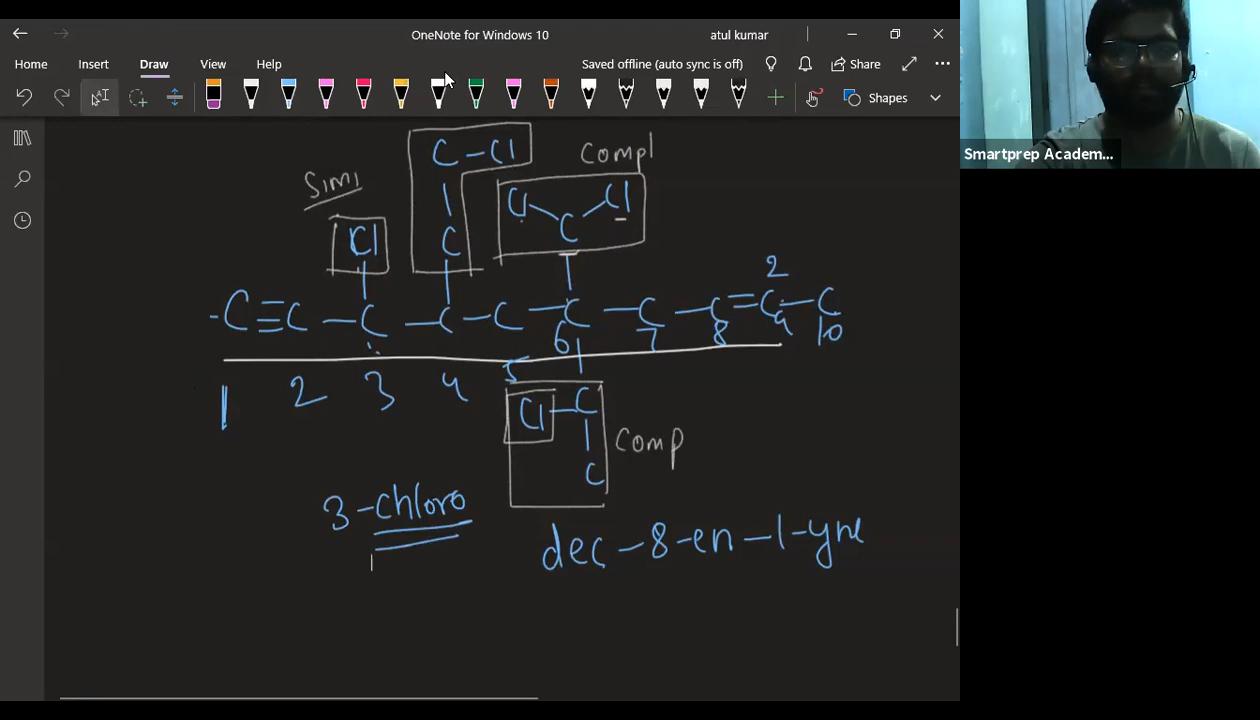 OneNote for Windows 10
atul kumar
Home Insert Draw View Help
Saved offline (auto sync is off)
Share
Shapes
Smartprep Academ...
C – Cl
Compl
Simi
Cl
C
Cl Cl
C
2
C ≡ C – C – C – C – C – C – C = C – C
6 7 8 9 10
1 2 3 4 5
Cl – C
Comp
C
3-chloro
dec-8-en-1-yne